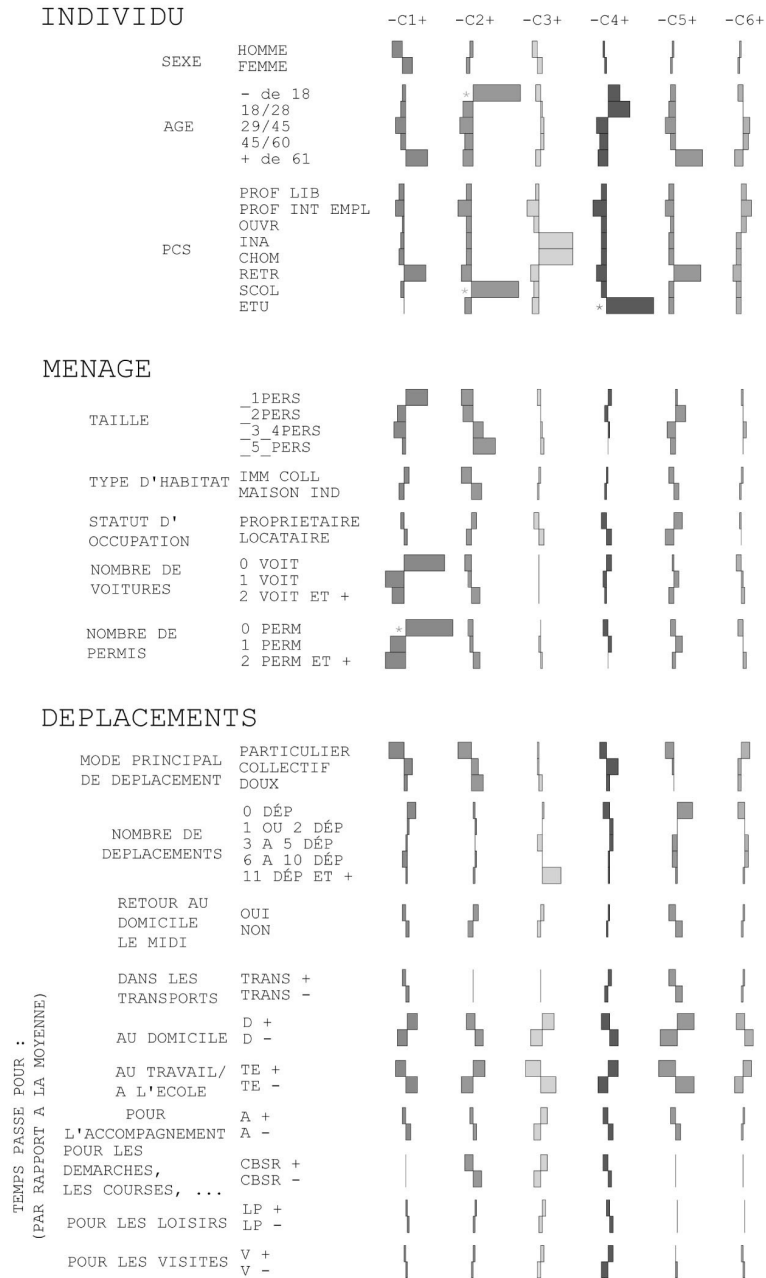 INDIVIDU -C1+ -C2+ -C3+ -C4+ -C5+ -C6+
SEXE
HOMME
FEMME
AGE
- de 18 *
18/28
29/45
45/60
+ de 61
PCS
PROF LIB
PROF INT EMPL
OUVR
INA
CHOM
RETR
SCOL *
ETU *
MENAGE
TAILLE
_1PERS
_2PERS
_3_4PERS
_5_PERS
TYPE D'HABITAT
IMM COLL
MAISON IND
STATUT D'
OCCUPATION
PROPRIETAIRE
LOCATAIRE
NOMBRE DE
VOITURES
0 VOIT
1 VOIT
2 VOIT ET +
NOMBRE DE
PERMIS
0 PERM *
1 PERM
2 PERM ET +
DEPLACEMENTS
MODE PRINCIPAL
DE DEPLACEMENT
PARTICULIER
COLLECTIF
DOUX
NOMBRE DE
DEPLACEMENTS
0 DÉP
1 OU 2 DÉP
3 A 5 DÉP
6 A 10 DÉP
11 DÉP ET +
RETOUR AU
DOMICILE
LE MIDI
OUI
NON
TEMPS PASSE POUR :
(PAR RAPPORT A LA MOYENNE)
DANS LES
TRANSPORTS
TRANS +
TRANS -
AU DOMICILE
D +
D -
AU TRAVAIL/
A L'ECOLE
TE +
TE -
POUR
L'ACCOMPAGNEMENT
A +
A -
POUR LES
DEMARCHES,
LES COURSES, ...
CBSR +
CBSR -
POUR LES LOISIRS
LP +
LP -
POUR LES VISITES
V +
V -